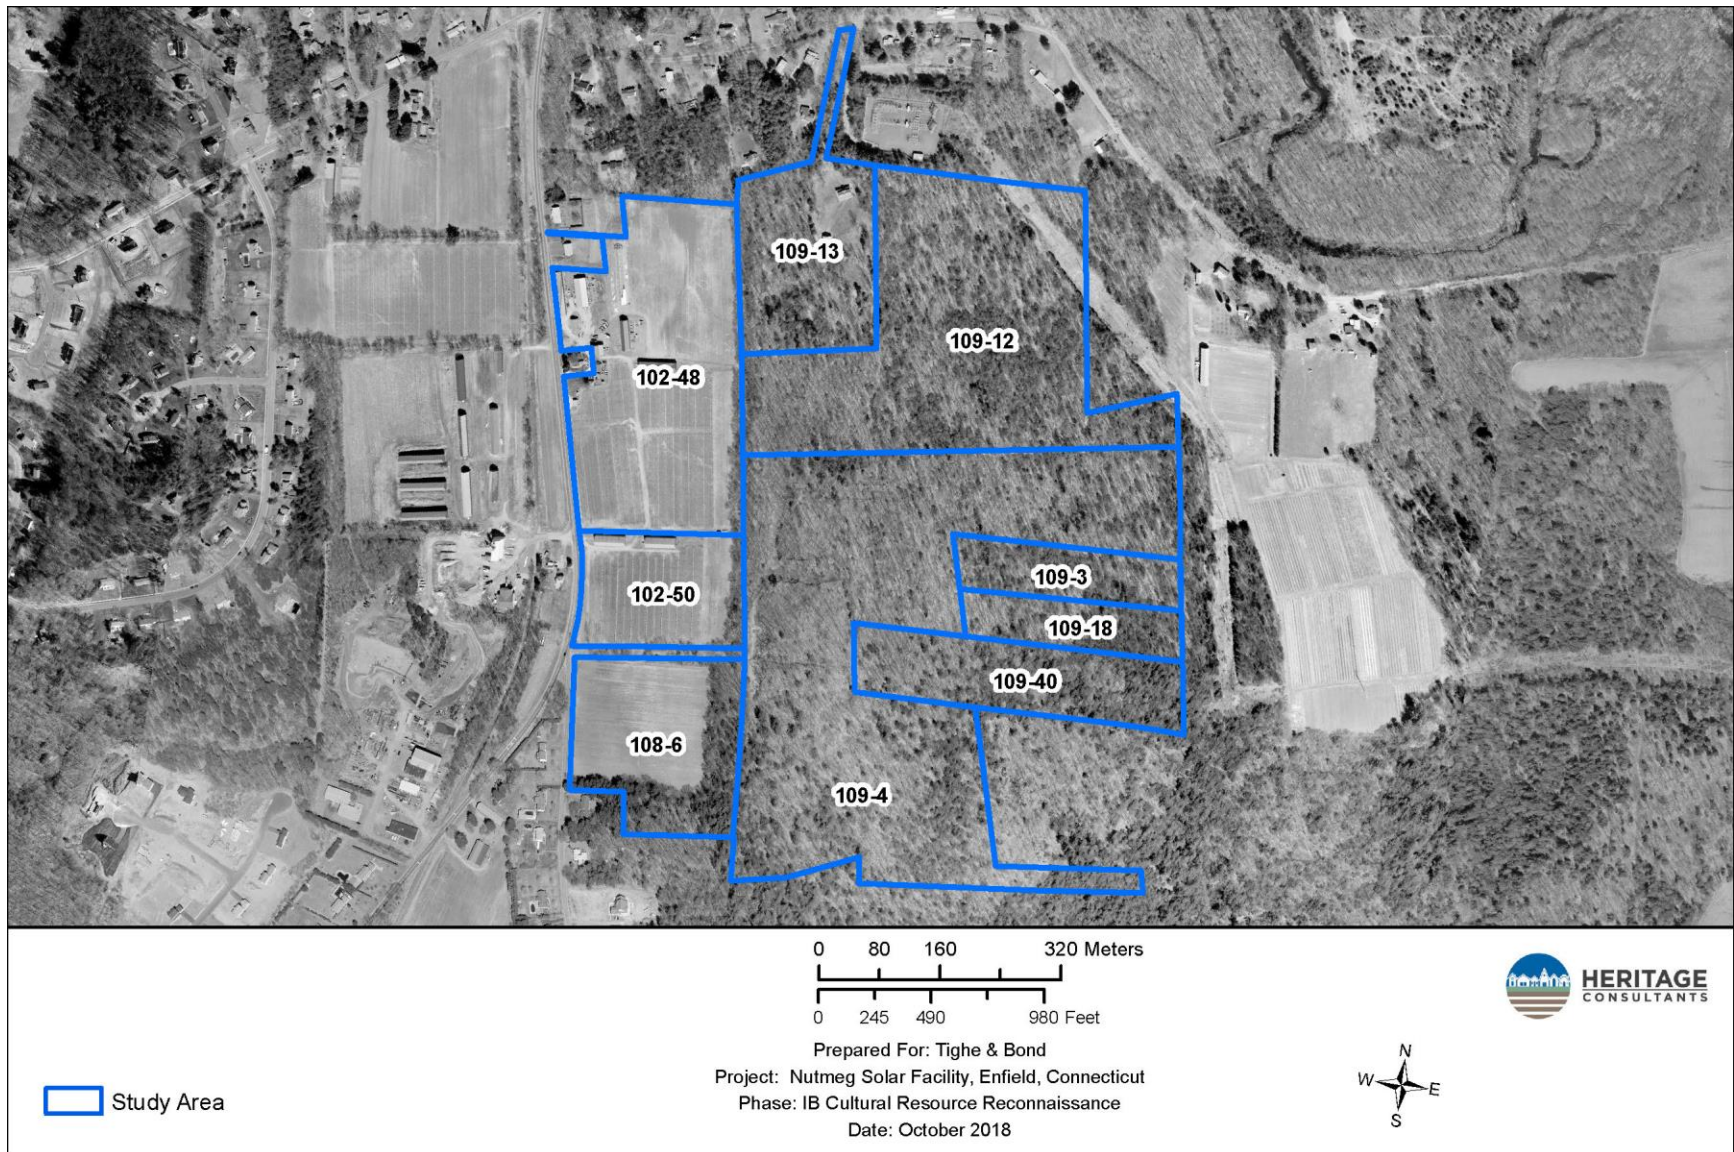 109-13
109-12
102-48
109-3
102-50
109-18
109-40
108-6
109-4
0 80 160 320 Meters
0 245 490 980 Feet
HERITAGE
CONSULTANTS
Prepared For: Tighe & Bond
Project: Nutmeg Solar Facility, Enfield, Connecticut
Phase: IB Cultural Resource Reconnaissance
Date: October 2018
N
W E
S
Study Area